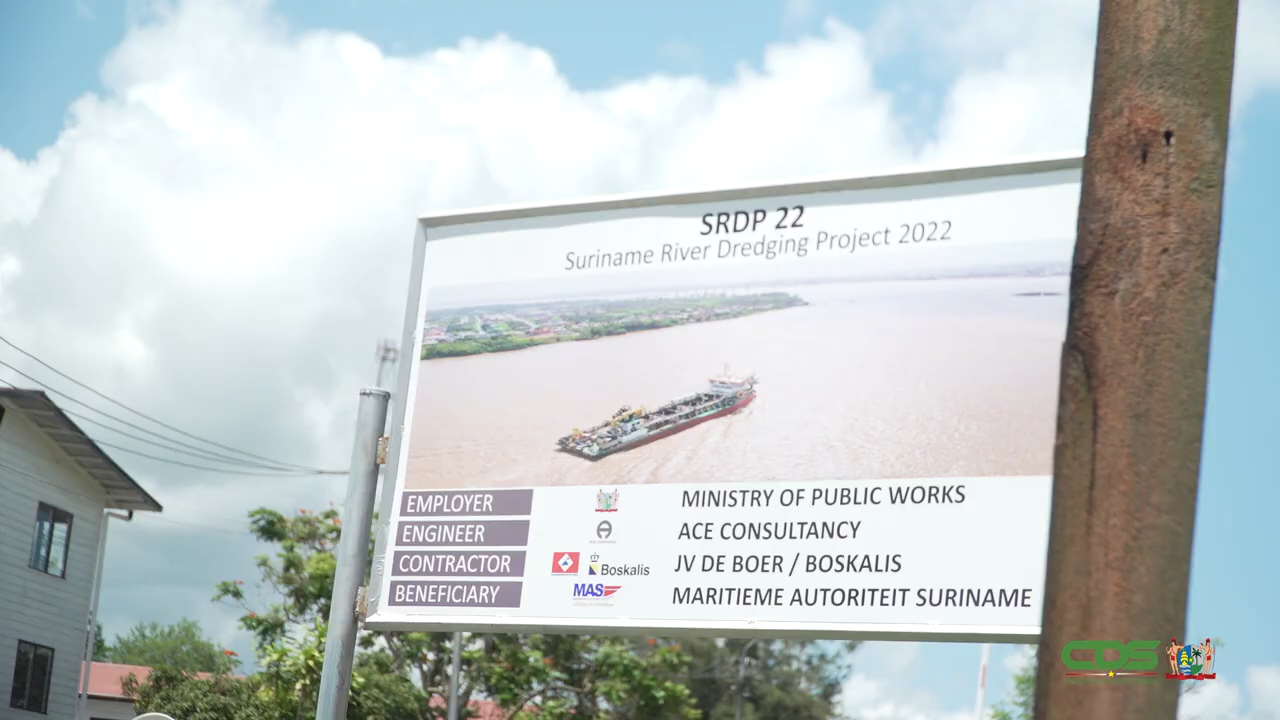 SRDP 22
Suriname River Dredging Project 2022
EMPLOYER MINISTRY OF PUBLIC WORKS
ENGINEER ACE CONSULTANCY
CONTRACTOR Boskalis JV DE BOER / BOSKALIS
BENEFICIARY MAS MARITIEME AUTORITEIT SURINAME
CDS